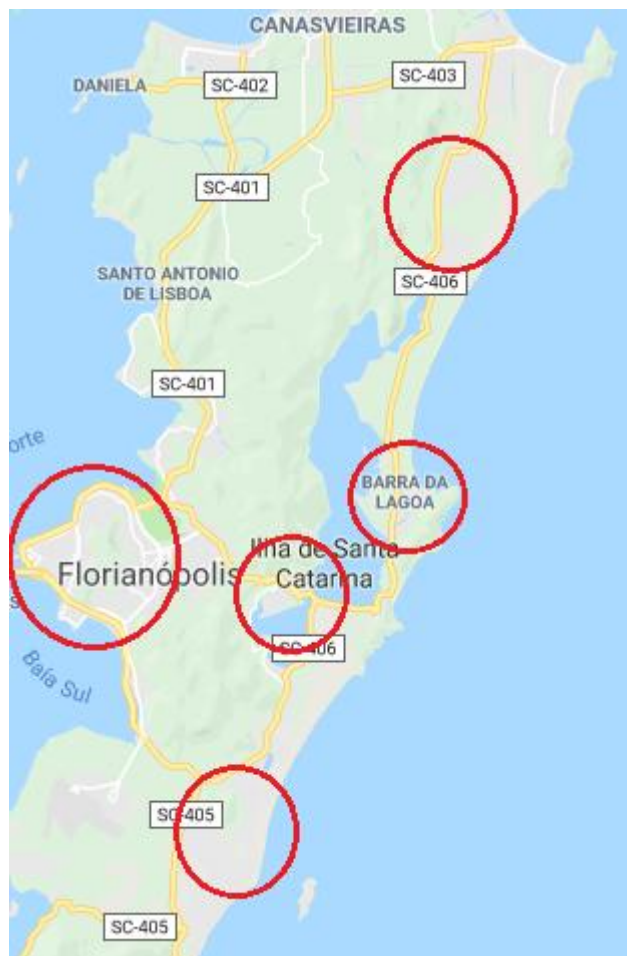 CANASVIEIRAS
DANIELA
SC-402
SC-403
SC-401
SANTO ANTONIO
DE LISBOA
SC-406
SC-401
orte
BARRA DA
LAGOA
Ilha de Santa
Catarina
Florianópolis
s
SC-406
Baía Sul
SC-405
SC-405